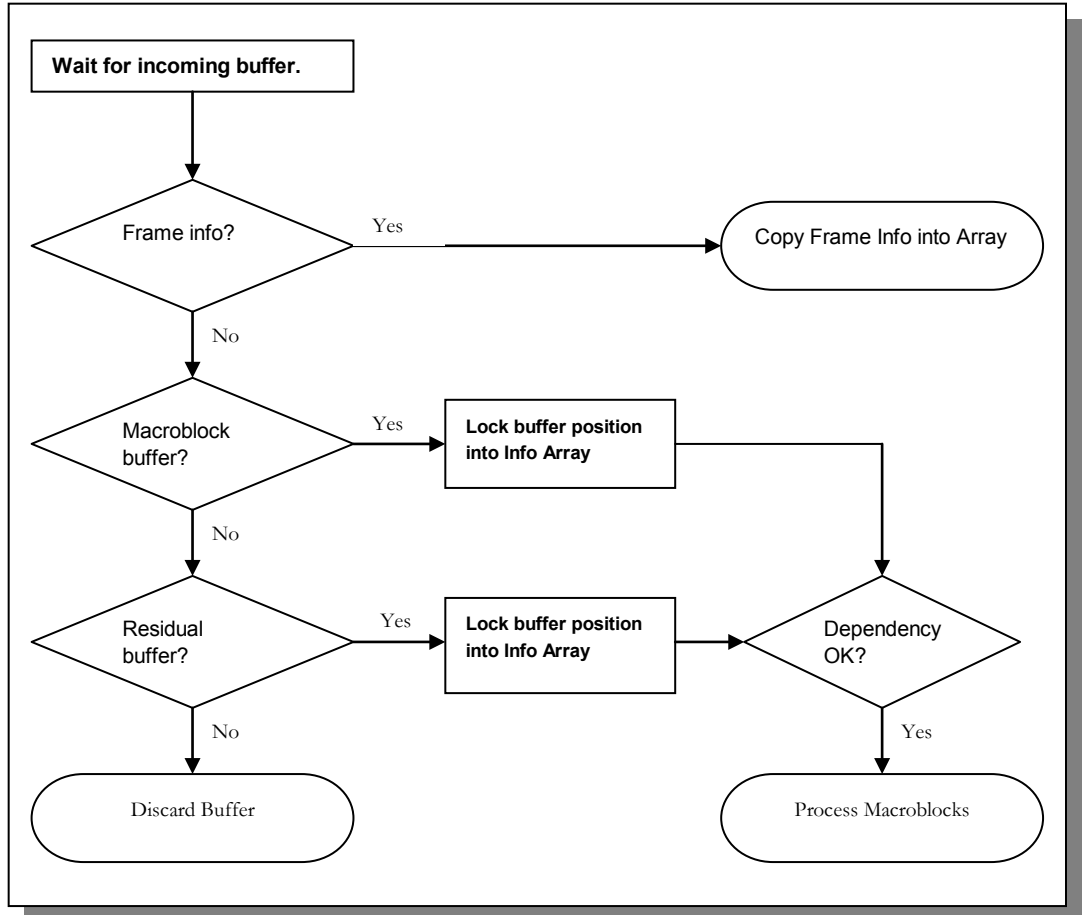 Wait for incoming buffer.
Frame info?
Yes
Copy Frame Info into Array
No
Macroblock
buffer?
Yes
Lock buffer position
into Info Array
No
Residual
buffer?
Yes
Lock buffer position
into Info Array
Dependency
OK?
No
Yes
Discard Buffer
Process Macroblocks